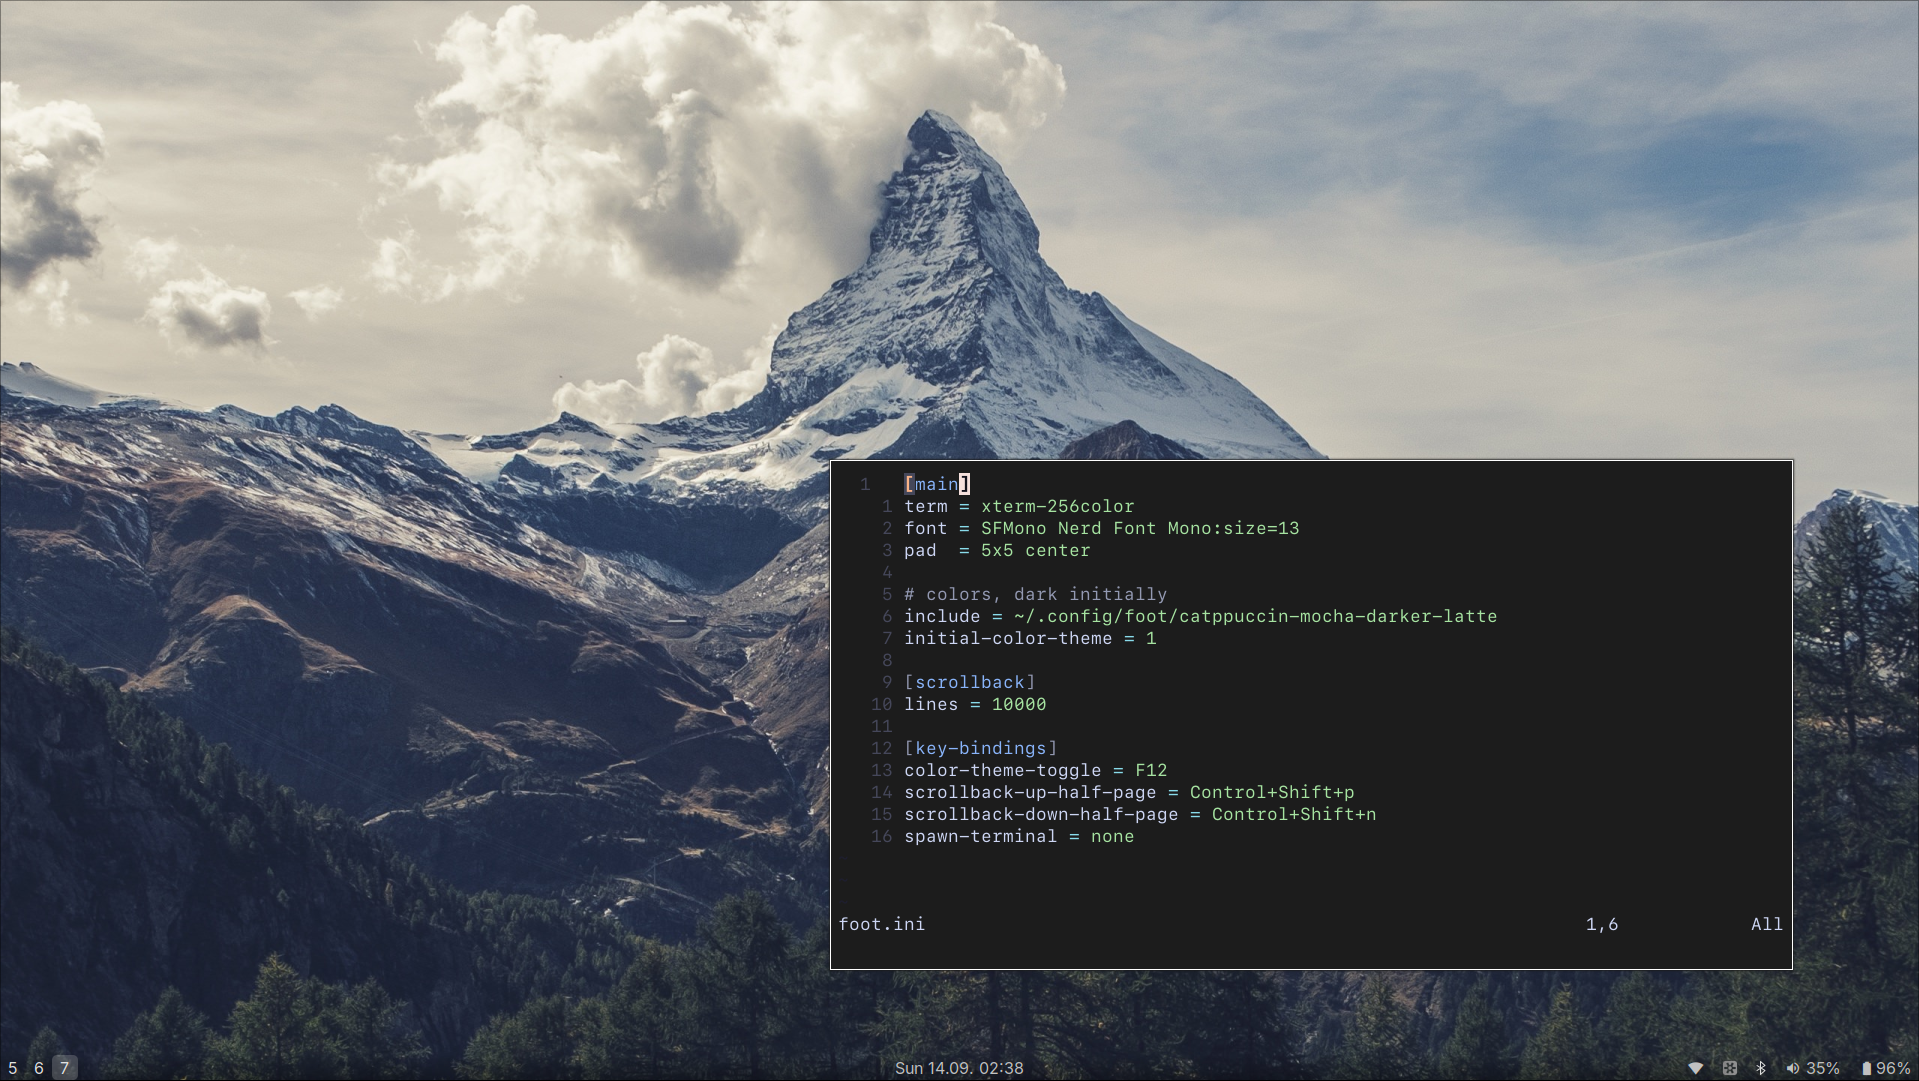 1 [main]
1 term = xterm-256color
2 font = SFMono Nerd Font Mono:size=13
3 pad  = 5x5 center
4
5 # colors, dark initially
6 include = ~/.config/foot/catppuccin-mocha-darker-latte
7 initial-color-theme = 1
8
9 [scrollback]
10 lines = 10000
11
12 [key-bindings]
13 color-theme-toggle = F12
14 scrollback-up-half-page = Control+Shift+p
15 scrollback-down-half-page = Control+Shift+n
16 spawn-terminal = none
foot.ini 1,6 All
5 6 7 Sun 14.09. 02:38 35% 96%